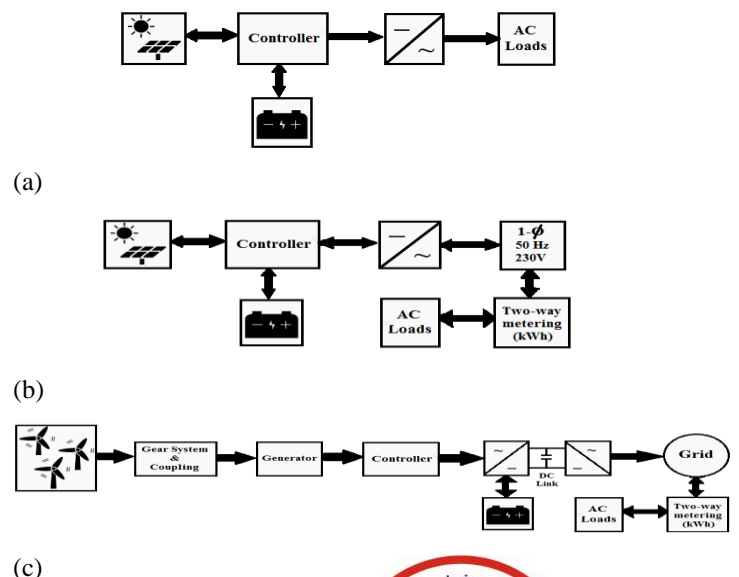 Controller
AC
Loads
(a)
Controller
1-ϕ
50 Hz
230V
AC
Loads
Two-way
metering
(kWh)
(b)
Gear System
&
Coupling
Generator
Controller
DC
Link
Grid
AC
Loads
Two-way
metering
(kWh)
(c)